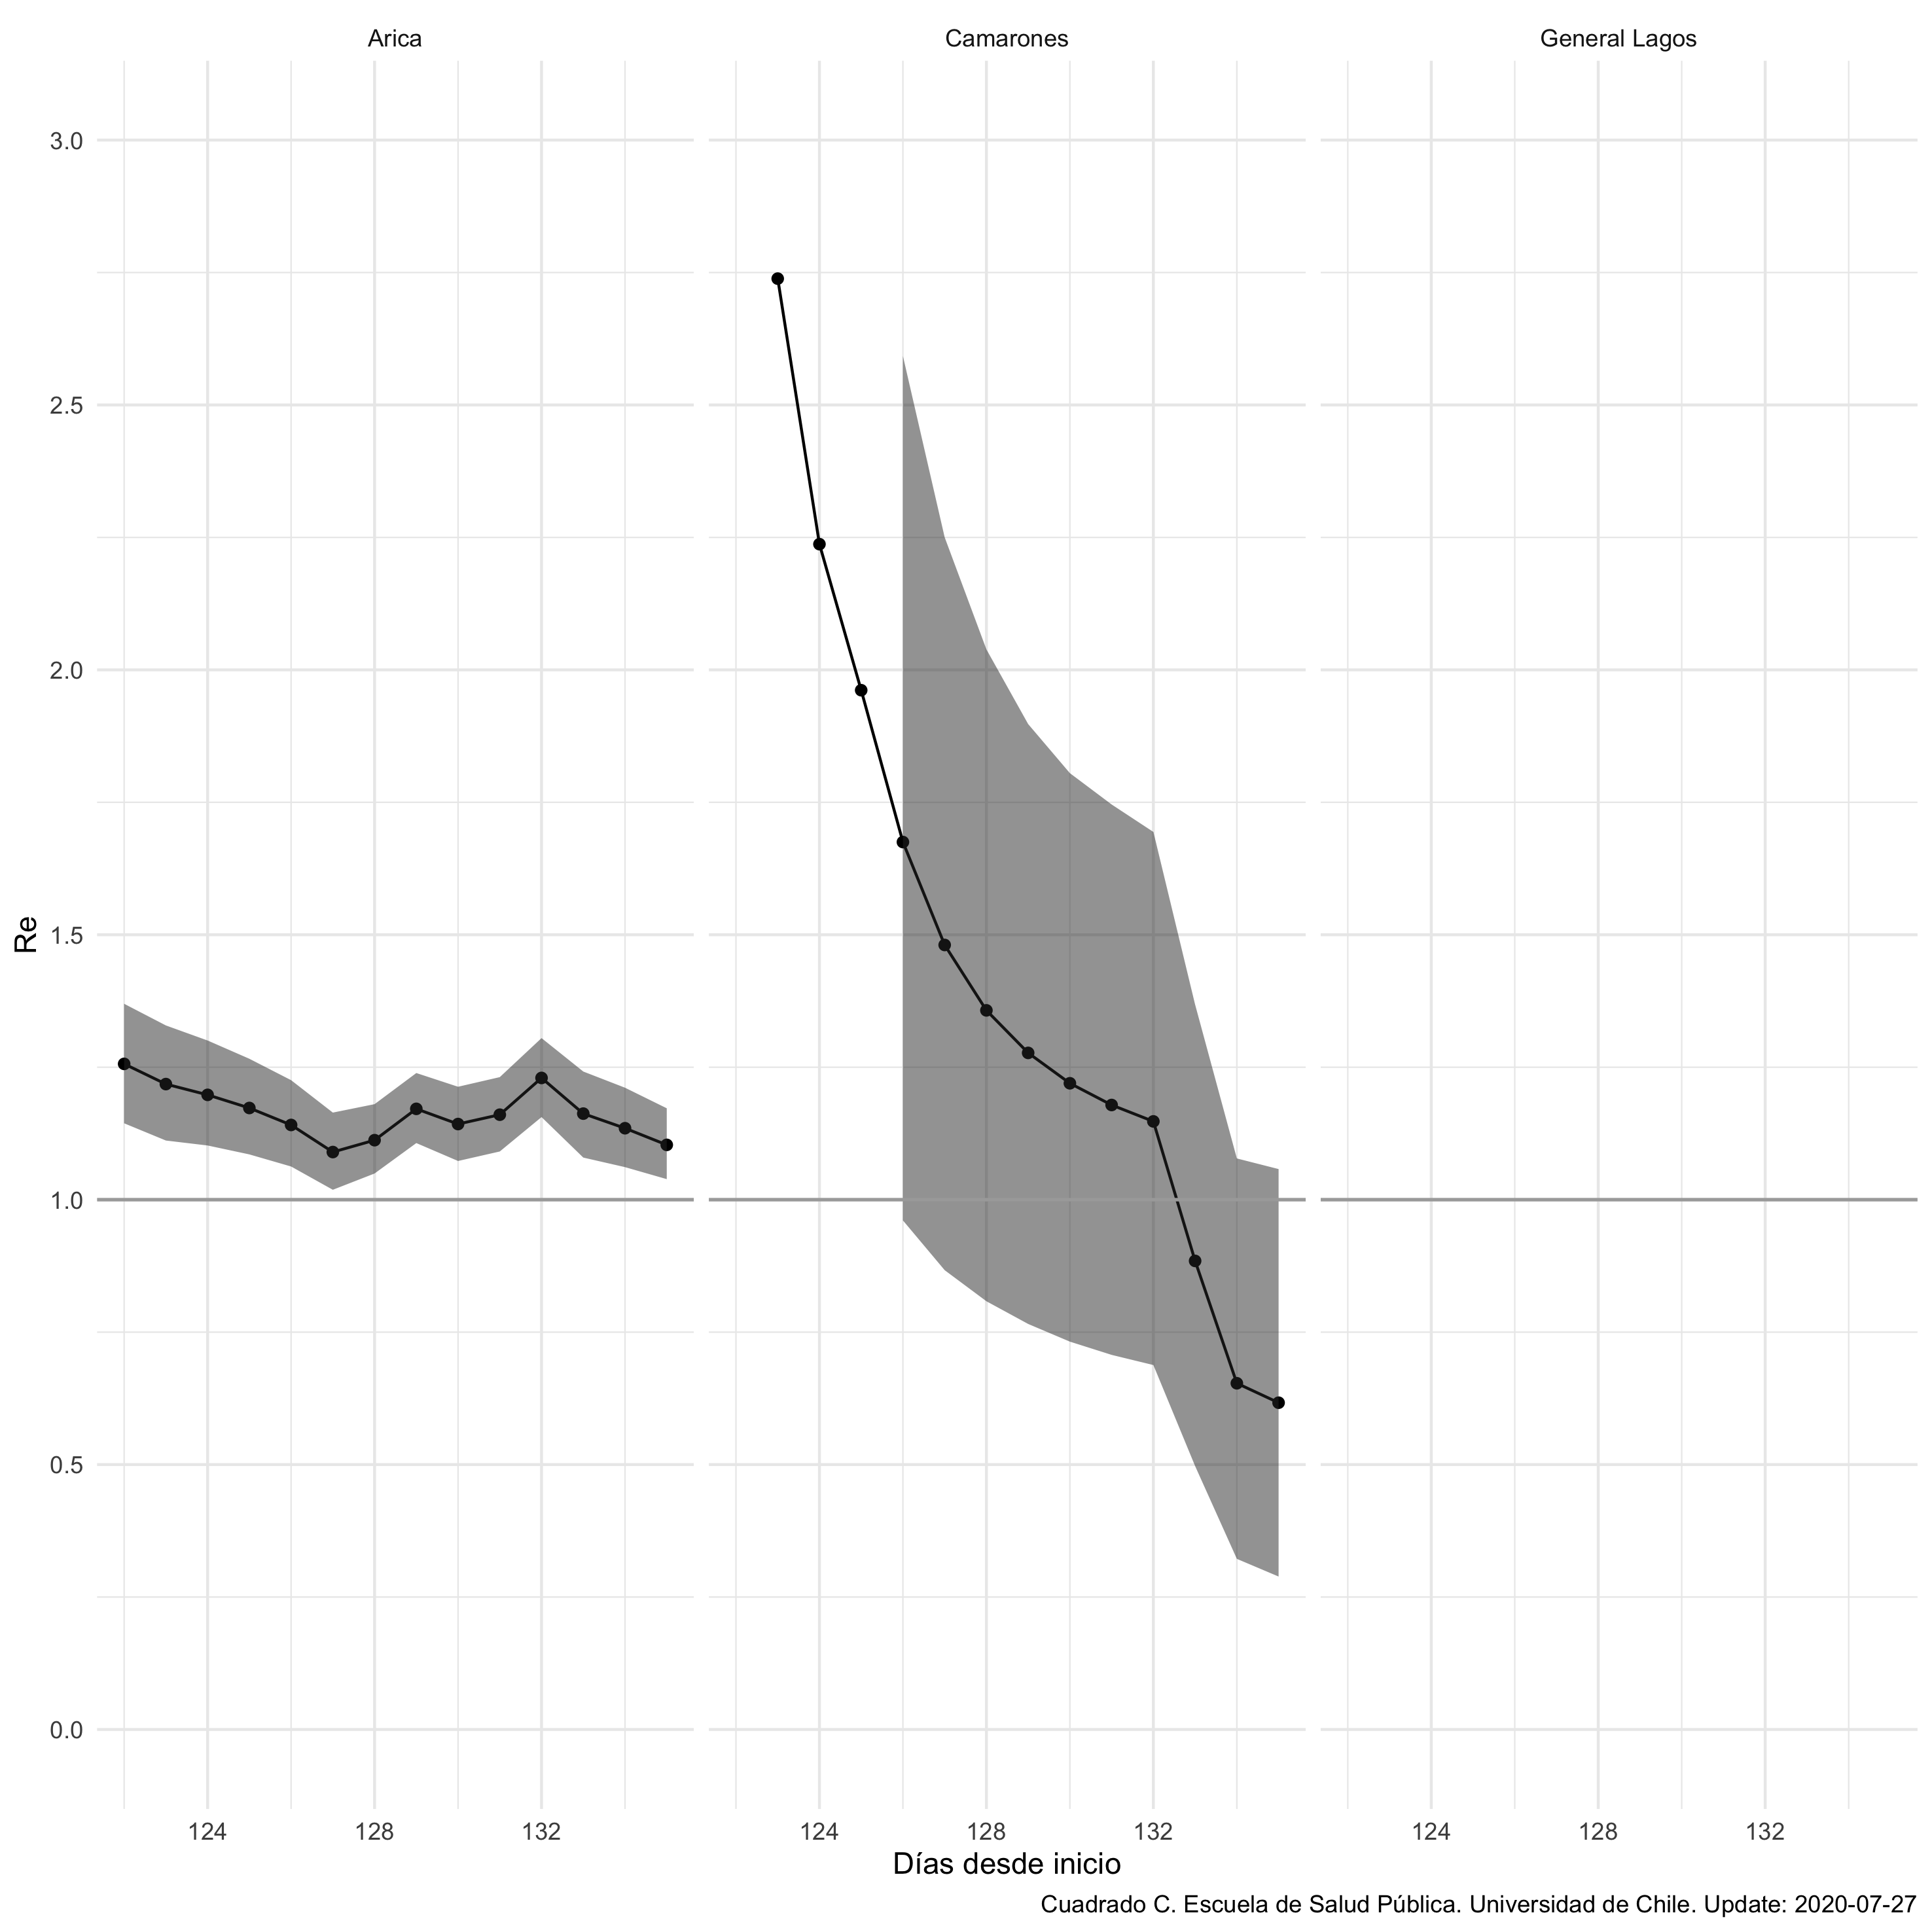 Arica
Camarones
General Lagos
3.0
2.5
2.0
Re
1.5
1.0
0.5
0.0
124 128 132
124 128 132
124 128 132
Días desde inicio
Cuadrado C. Escuela de Salud Pública. Universidad de Chile. Update: 2020-07-27